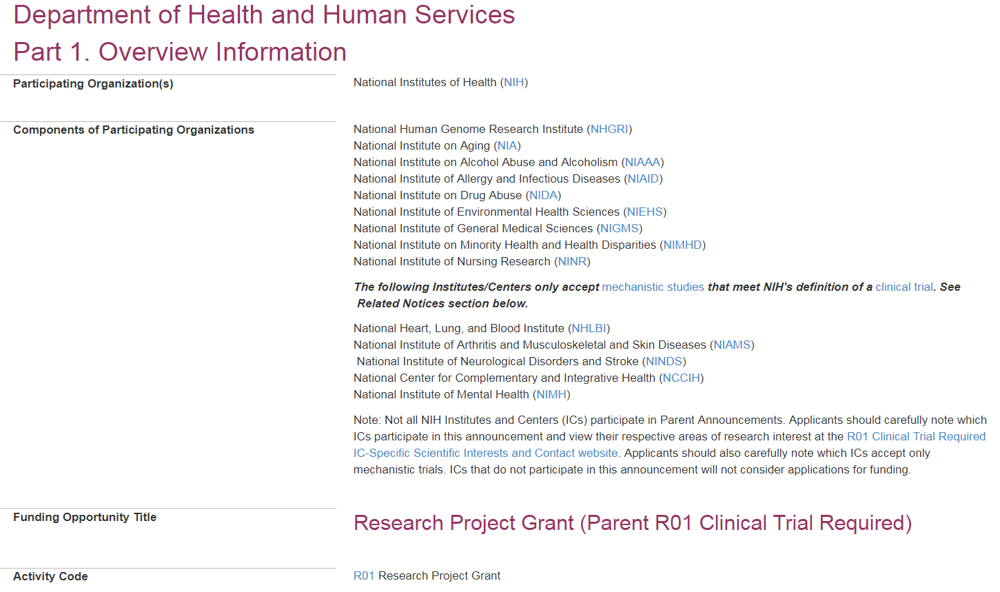 Department of Health and Human Services
Part 1. Overview Information
Participating Organization(s)
National Institutes of Health (NIH)
Components of Participating Organizations
National Human Genome Research Institute (NHGRI)
National Institute on Aging (NIA)
National Institute on Alcohol Abuse and Alcoholism (NIAAA)
National Institute of Allergy and Infectious Diseases (NIAID)
National Institute on Drug Abuse (NIDA)
National Institute of Environmental Health Sciences (NIEHS)
National Institute of General Medical Sciences (NIGMS)
National Institute on Minority Health and Health Disparities (NIMHD)
National Institute of Nursing Research (NINR)
The following Institutes/Centers only accept mechanistic studies that meet NIH's definition of a clinical trial. See
Related Notices section below.
National Heart, Lung, and Blood Institute (NHLBI)
National Institute of Arthritis and Musculoskeletal and Skin Diseases (NIAMS)
National Institute of Neurological Disorders and Stroke (NINDS)
National Center for Complementary and Integrative Health (NCCIH)
National Institute of Mental Health (NIMH)
Note: Not all NIH Institutes and Centers (ICs) participate in Parent Announcements. Applicants should carefully note which
ICs participate in this announcement and view their respective areas of research interest at the R01 Clinical Trial Required
IC-Specific Scientific Interests and Contact website. Applicants should also carefully note which ICs accept only
mechanistic trials. ICs that do not participate in this announcement will not consider applications for funding.
Funding Opportunity Title
Research Project Grant (Parent R01 Clinical Trial Required)
Activity Code
R01 Research Project Grant